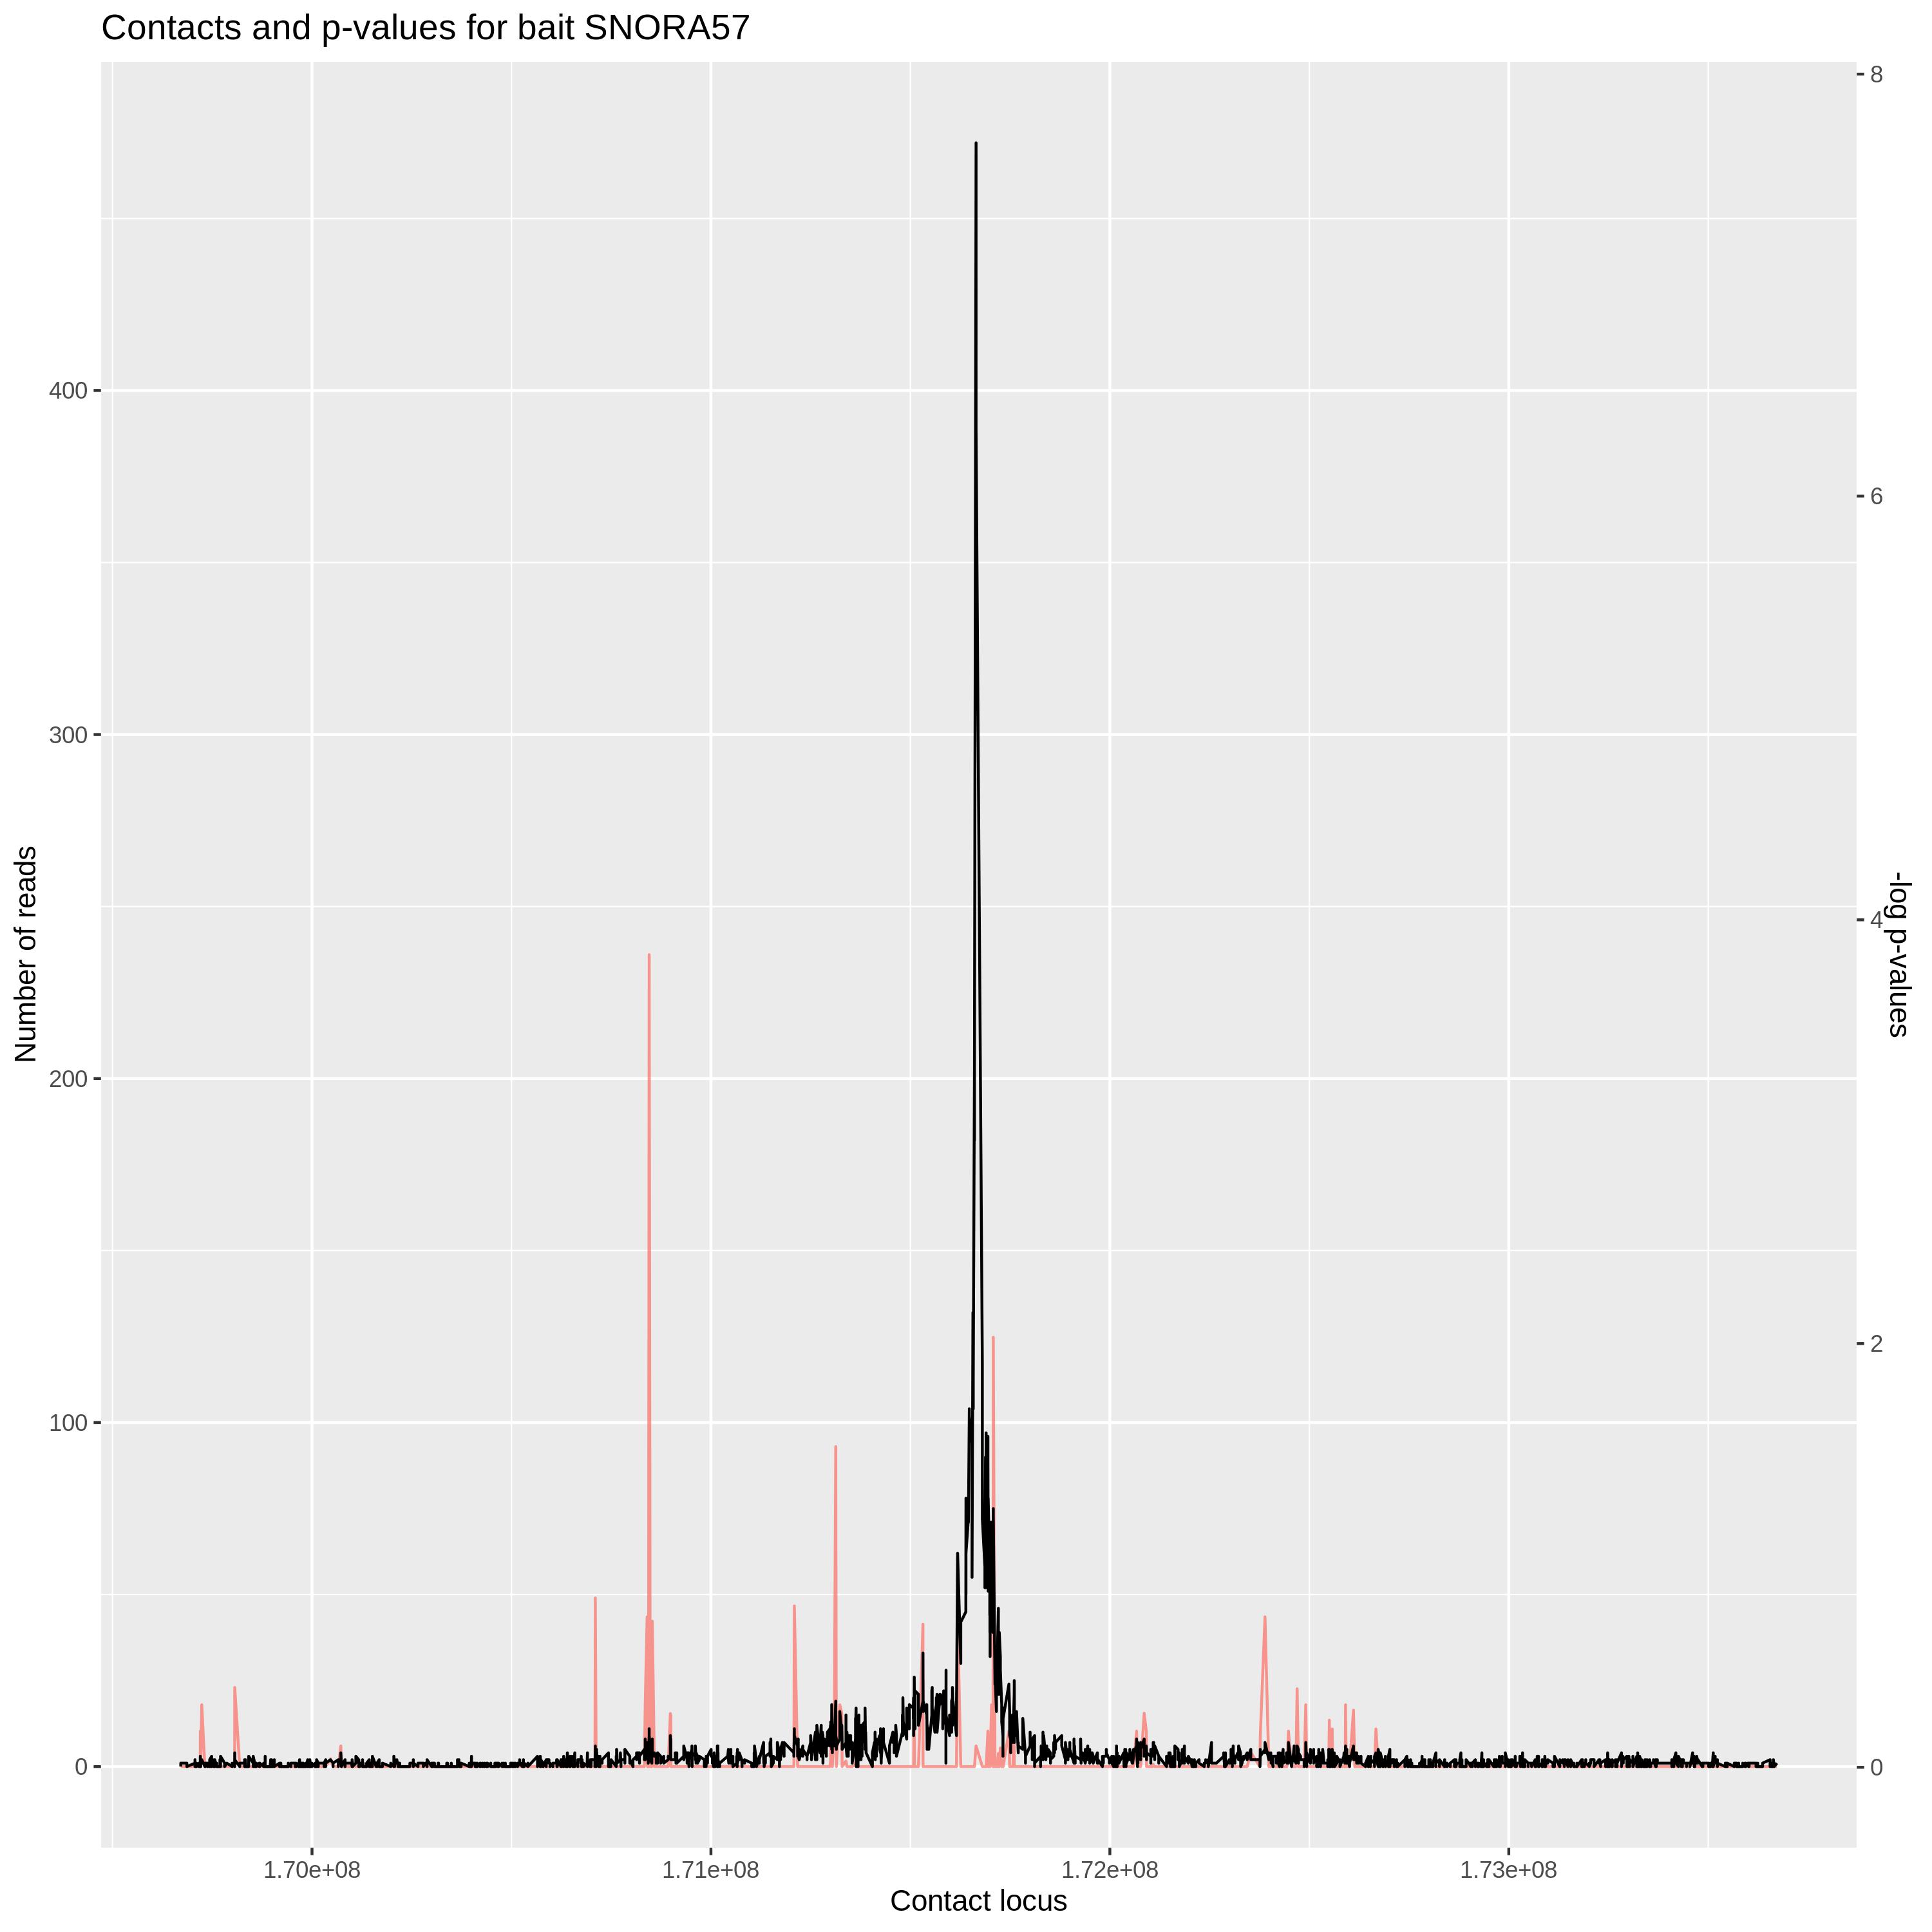 Contacts and p-values for bait SNORA57
8
6
4
2
0
-log p-values
400
300
200
100
0
Number of reads
1.70e+08
1.71e+08
1.72e+08
1.73e+08
Contact locus